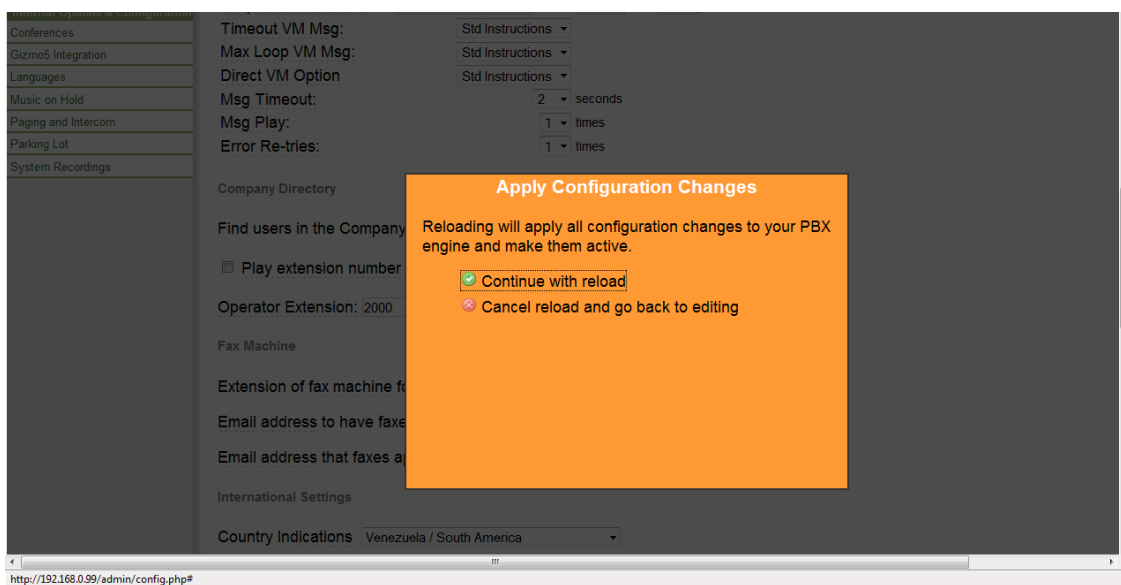 Internal Options & Configuration
Conferences
Gizmo5 Integration
Languages
Music on Hold
Paging and Intercom
Parking Lot
System Recordings
Timeout VM Msg: Std Instructions
Max Loop VM Msg: Std Instructions
Direct VM Option Std Instructions
Msg Timeout: 2 seconds
Msg Play: 1 times
Error Re-tries: 1 times
Company Directory
Find users in the Company
Play extension number
Operator Extension: 2000
Fax Machine
Extension of fax machine fo
Email address to have faxe
Email address that faxes a
International Settings
Country Indications Venezuela / South America
Apply Configuration Changes
Reloading will apply all configuration changes to your PBX
engine and make them active.
Continue with reload
Cancel reload and go back to editing
http://192.168.0.99/admin/config.php#